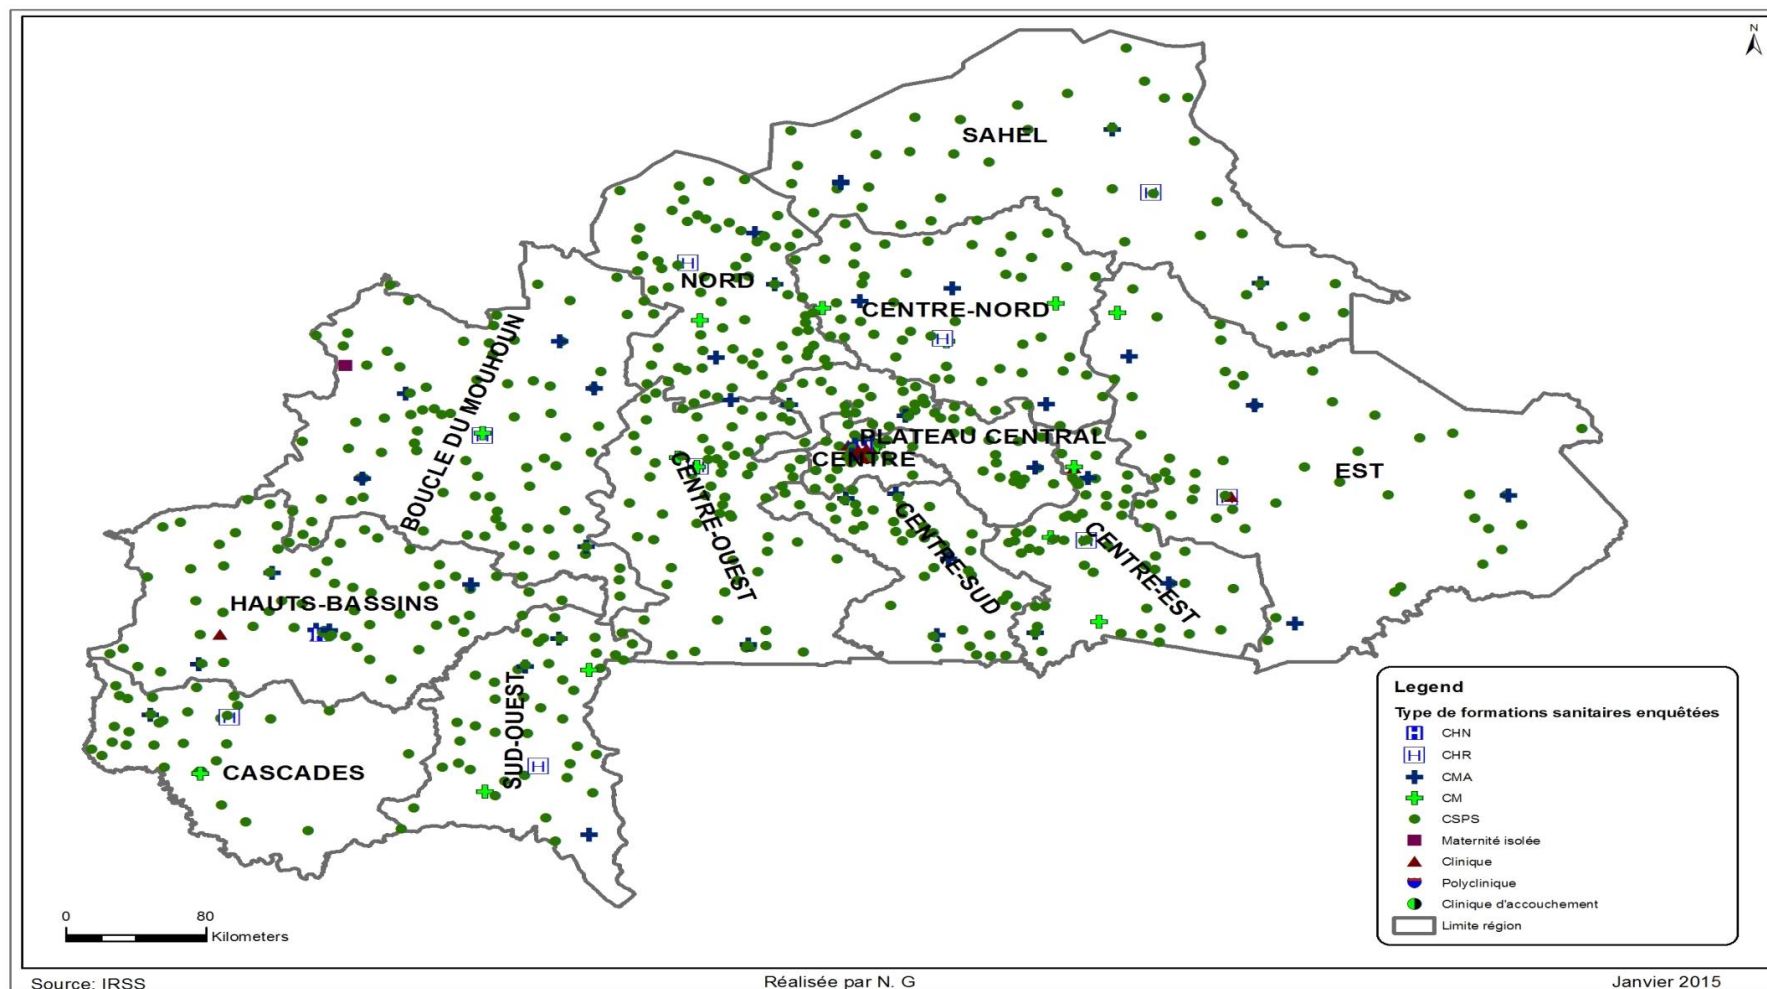 N
SAHEL
NORD
CENTRE-NORD
BOUCLE DU MOUHOUN
PLATEAU CENTRAL
CENTRE
EST
CENTRE-OUEST
CENTRE-SUD
CENTRE-EST
HAUTS-BASSINS
SUD-OUEST
CASCADES
Legend
Type de formations sanitaires enquêtées
H CHN
H CHR
CMA
CM
CSPS
Maternité isolée
Clinique
Polyclinique
Clinique d'accouchement
Limite région
0 80
Kilometers
Source: IRSS Réalisée par N. G Janvier 2015